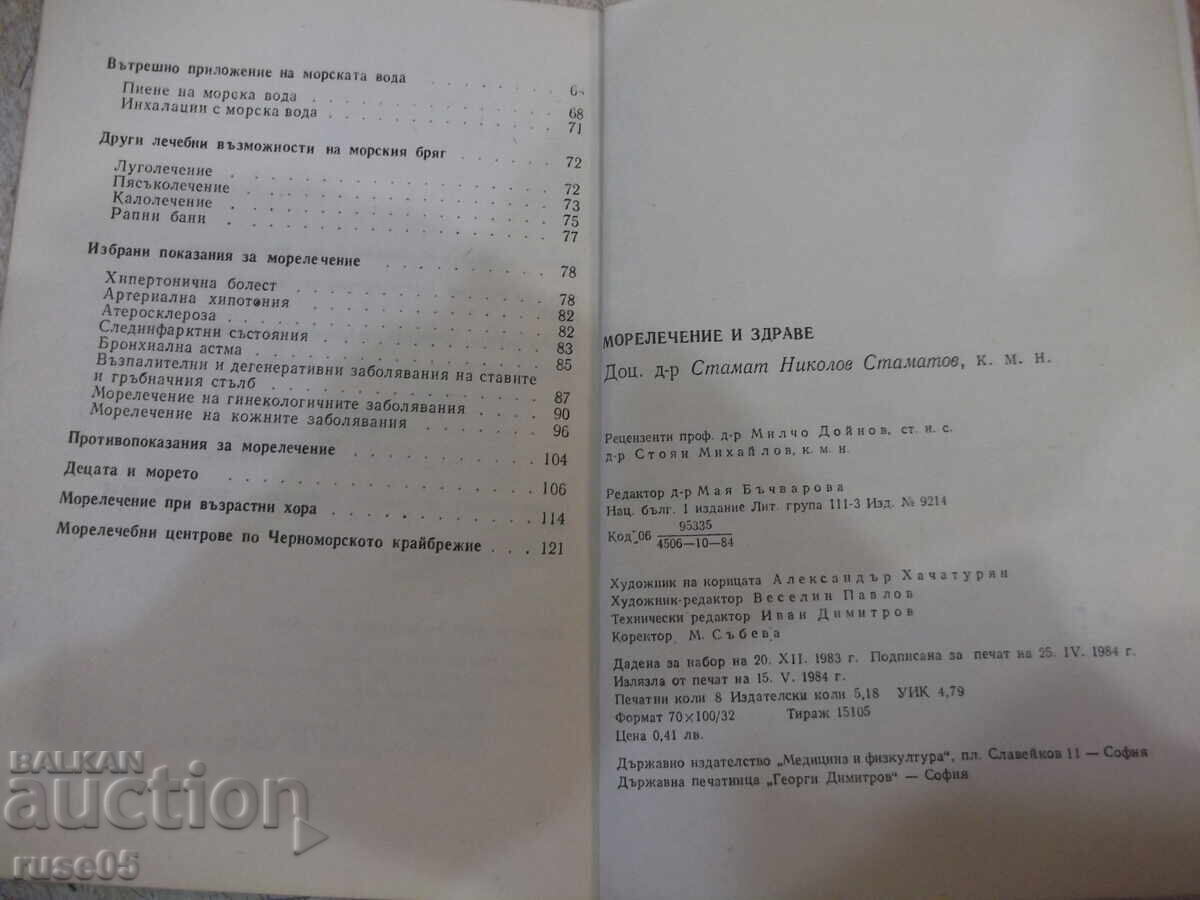 Вътрешно приложение на морската вода . . . . . . .
Пиене на морска вода . . . . . . . . . . . . 68
Инхалации с морска вода . . . . . . . . . . . 71
Други лечебни възможности на морския бряг . . . . . 72
Луголечение . . . . . . . . . . . . . . . 72
Пясъколечение . . . . . . . . . . . . . . 73
Калолечение . . . . . . . . . . . . . . . 75
Рапни бани . . . . . . . . . . . . . . . 77
Избрани показания за морелечение . . . . . . . . 78
Хипертонична болест . . . . . . . . . . . . 78
Артериална хипотония . . . . . . . . . . . . 82
Атеросклероза . . . . . . . . . . . . . . 82
Слединфарктни състояния . . . . . . . . . . . 83
Бронхиална астма . . . . . . . . . . . . . 85
Възпалителни и дегенеративни заболявания на ставите
и гръбначния стълб . . . . . . . . . . . . . 87
Морелечение на гинекологичните заболявания . . . . 90
Морелечение на кожните заболявания . . . . . . . 96
Противопоказания за морелечение . . . . . . . . . 104
Децата и морето . . . . . . . . . . . . . . . 106
Морелечение при възрастни хора . . . . . . . . . 114
Морелечебни центрове по Черноморското крайбрежие . . . 121
МОРЕЛЕЧЕНИЕ И ЗДРАВЕ
Доц. д-р Стамат Николов Стаматов, к. м. н.
Рецензенти проф. д-р Милчо Дойнов, ст. н. с.
д-р Стоян Михайлов, к. м. н.
Редактор д-р Мая Бъчварова
Нац. бълг. 1 издание Лит. група 111-3 Изд. № 9214
Код 06 95335
4506—10—84
Художник на корицата Александър Хачатурян
Художник-редактор Веселин Павлов
Технически редактор Иван Димитров
Коректор М. Събева
Дадена за набор на 20. XII. 1983 г. Подписана за печат на 25. IV. 1984 г.
Излязла от печат на 15. V. 1984 г.
Печатни коли 8 Издателски коли 5,18 УИК 4,79
Формат 70×100/32 Тираж 15105
Цена 0,41 лв.
Държавно издателство „Медицина и физкултура“, пл. Славейков 11 — София
Държавна печатница „Георги Димитров“ — София
BALKAN
auction
ruse05